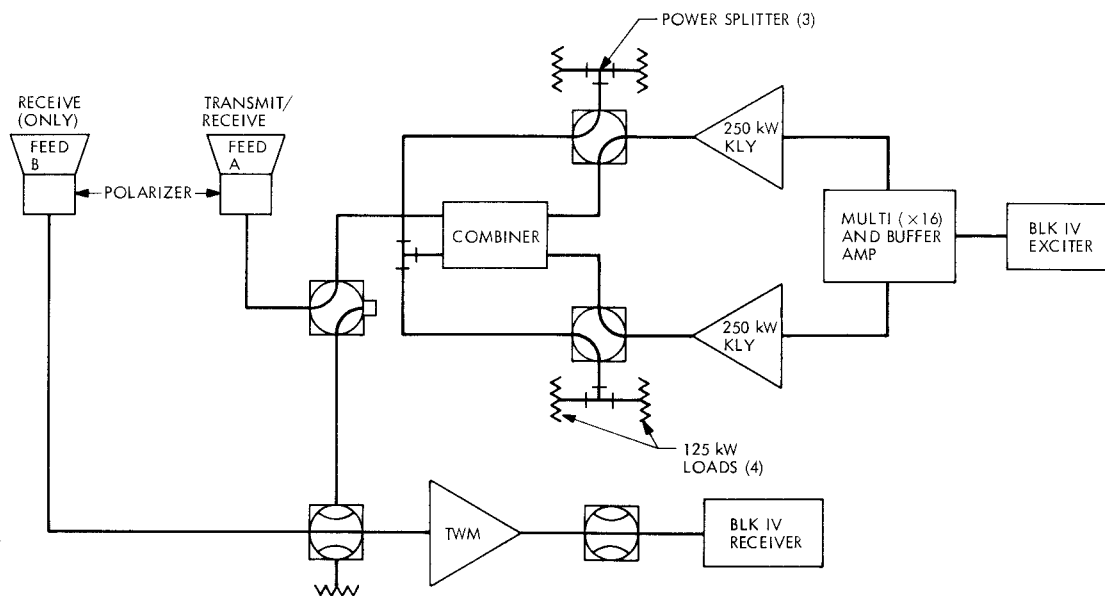 POWER SPLITTER (3)
RECEIVE
(ONLY)
TRANSMIT/
RECEIVE
FEED
B
FEED
A
POLARIZER
250 kW
KLY
COMBINER
MULTI (×16)
AND BUFFER
AMP
BLK IV
EXCITER
250 kW
KLY
125 kW
LOADS (4)
TWM
BLK IV
RECEIVER